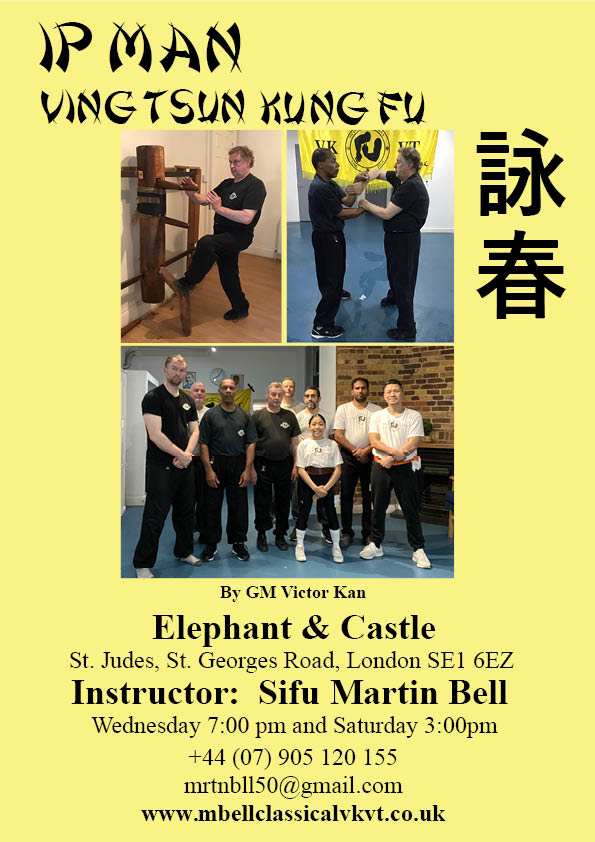 IP MAN
VING TSUN KUNG FU
詠春
VK VT
By GM Victor Kan
Elephant & Castle
St. Judes, St. Georges Road, London SE1 6EZ
Instructor:  Sifu Martin Bell
Wednesday 7:00 pm and Saturday 3:00pm
+44 (07) 905 120 155
mrtnbll50@gmail.com
www.mbellclassicalvkvt.co.uk